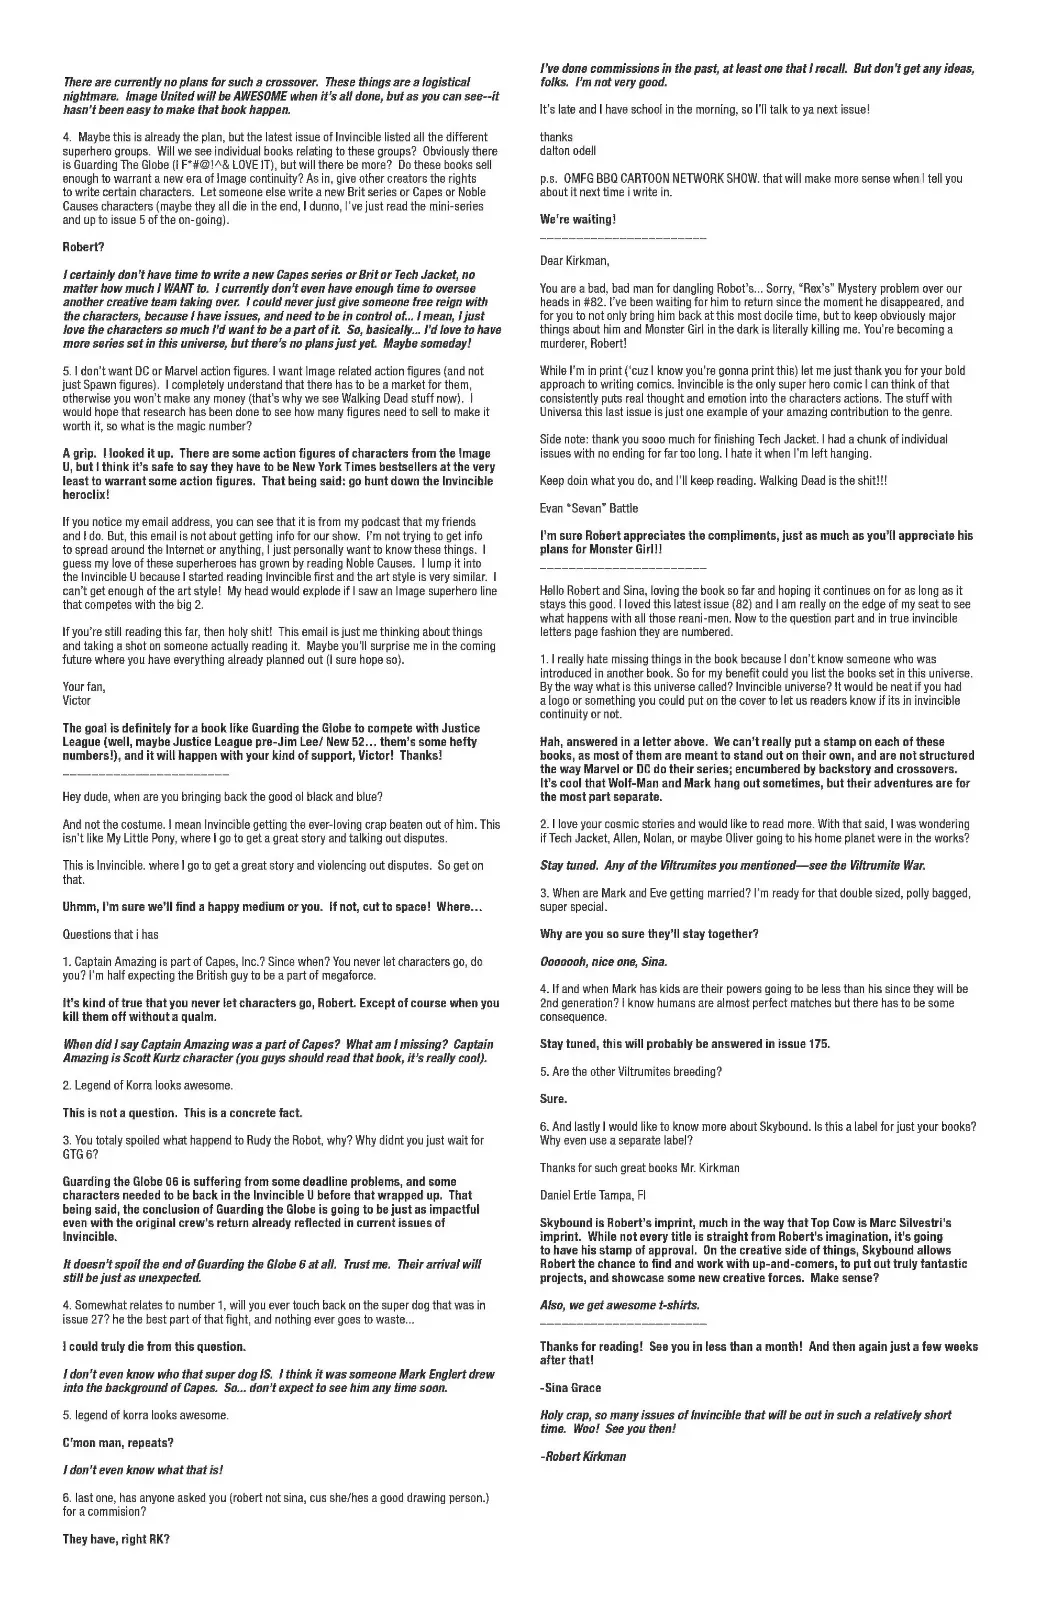 There are currently no plans for such a crossover.  These things are a logistical
nightmare.  Image United will be AWESOME when it's all done, but as you can see--it
hasn't been easy to make that book happen.
4.  Maybe this is already the plan, but the latest issue of Invincible listed all the different
superhero groups.  Will we see individual books relating to these groups?  Obviously there
is Guarding The Globe (I F*#@!^& LOVE IT), but will there be more?  Do these books sell
enough to warrant a new era of Image continuity? As in, give other creators the rights
to write certain characters.  Let someone else write a new Brit series or Capes or Noble
Causes characters (maybe they all die in the end, I dunno, I've just read the mini-series
and up to issue 5 of the on-going).
Robert?
I certainly don't have time to write a new Capes series or Brit or Tech Jacket, no
matter how much I WANT to.  I currently don't even have enough time to oversee
another creative team taking over.  I could never just give someone free reign with
the characters, because I have issues, and need to be in control of... I mean, I just
love the characters so much I'd want to be a part of it.  So, basically... I'd love to have
more series set in this universe, but there's no plans just yet.  Maybe someday!
5. I don't want DC or Marvel action figures. I want Image related action figures (and not
just Spawn figures).  I completely understand that there has to be a market for them,
otherwise you won't make any money (that's why we see Walking Dead stuff now).  I
would hope that research has been done to see how many figures need to sell to make it
worth it, so what is the magic number?
A grip.  I looked it up.  There are some action figures of characters from the Image
U, but I think it's safe to say they have to be New York Times bestsellers at the very
least to warrant some action figures.  That being said: go hunt down the Invincible
heroclix!
If you notice my email address, you can see that it is from my podcast that my friends
and I do. But, this email is not about getting info for our show.  I'm not trying to get info
to spread around the Internet or anything, I just personally want to know these things.  I
guess my love of these superheroes has grown by reading Noble Causes.  I lump it into
the Invincible U because I started reading Invincible first and the art style is very similar.  I
can't get enough of the art style!  My head would explode if I saw an Image superhero line
that competes with the big 2.
If you're still reading this far, then holy shit!  This email is just me thinking about things
and taking a shot on someone actually reading it.  Maybe you'll surprise me in the coming
future where you have everything already planned out (I sure hope so).
Your fan,
Victor
The goal is definitely for a book like Guarding the Globe to compete with Justice
League (well, maybe Justice League pre-Jim Lee/ New 52... them's some hefty
numbers!), and it will happen with your kind of support, Victor!  Thanks!
_______________________
Hey dude, when are you bringing back the good ol black and blue?
And not the costume. I mean Invincible getting the ever-loving crap beaten out of him. This
isn't like My Little Pony, where I go to get a great story and talking out disputes.
This is Invincible. where I go to get a great story and violencing out disputes.  So get on
that.
Uhmm, I'm sure we'll find a happy medium or you.  If not, cut to space!  Where...
Questions that i has
1. Captain Amazing is part of Capes, Inc.? Since when? You never let characters go, do
you? I'm half expecting the British guy to be a part of megaforce.
It's kind of true that you never let characters go, Robert. Except of course when you
kill them off without a qualm.
When did I say Captain Amazing was a part of Capes?  What am I missing?  Captain
Amazing is Scott Kurtz character (you guys should read that book, it's really cool).
2. Legend of Korra looks awesome.
This is not a question.  This is a concrete fact.
3. You totaly spoiled what happend to Rudy the Robot, why? Why didnt you just wait for
GTG 6?
Guarding the Globe 06 is suffering from some deadline problems, and some
characters needed to be back in the Invincible U before that wrapped up.  That
being said, the conclusion of Guarding the Globe is going to be just as impactful
even with the original crew's return already reflected in current issues of
Invincible.
It doesn't spoil the end of Guarding the Globe 6 at all.  Trust me.  Their arrival will
still be just as unexpected.
4. Somewhat relates to number 1, will you ever touch back on the super dog that was in
issue 27? he the best part of that fight, and nothing ever goes to waste...
I could truly die from this question.
I don't even know who that super dog IS.  I think it was someone Mark Englert drew
into the background of Capes.  So... don't expect to see him any time soon.
5. legend of korra looks awesome.
C'mon man, repeats?
I don't even know what that is!
6. last one, has anyone asked you (robert not sina, cus she/hes a good drawing person.)
for a commision?
They have, right RK?
I've done commissions in the past, at least one that I recall.  But don't get any ideas,
folks.  I'm not very good.
It's late and I have school in the morning, so I'll talk to ya next issue!
thanks
dalton odell
p.s.  OMFG BBQ CARTOON NETWORK SHOW. that will make more sense when I tell you
about it next time i write in.
We're waiting!
_______________________
Dear Kirkman,
You are a bad, bad man for dangling Robot's... Sorry, "Rex's" Mystery problem over our
heads in #82. I've been waiting for him to return since the moment he disappeared, and
for you to not only bring him back at this most docile time, but to keep obviously major
things about him and Monster Girl in the dark is literally killing me. You're becoming a
murderer, Robert!
While I'm in print ('cuz I know you're gonna print this) let me just thank you for your bold
approach to writing comics. Invincible is the only super hero comic I can think of that
consistently puts real thought and emotion into the characters actions. The stuff with
Universa this last issue is just one example of your amazing contribution to the genre.
Side note: thank you sooo much for finishing Tech Jacket. I had a chunk of individual
issues with no ending for far too long. I hate it when I'm left hanging.
Keep doin what you do, and I'll keep reading. Walking Dead is the shit!!!
Evan "Sevan" Battle
I'm sure Robert appreciates the compliments, just as much as you'll appreciate his
plans for Monster Girl!!
_______________________
Hello Robert and Sina, loving the book so far and hoping it continues on for as long as it
stays this good. I loved this latest issue (82) and I am really on the edge of my seat to see
what happens with all those reani-men. Now to the question part and in true invincible
letters page fashion they are numbered.
1. I really hate missing things in the book because I don't know someone who was
introduced in another book. So for my benefit could you list the books set in this universe.
By the way what is this universe called? Invincible universe? It would be neat if you had
a logo or something you could put on the cover to let us readers know if its in invincible
continuity or not.
Hah, answered in a letter above.  We can't really put a stamp on each of these
books, as most of them are meant to stand out on their own, and are not structured
the way Marvel or DC do their series; encumbered by backstory and crossovers.
It's cool that Wolf-Man and Mark hang out sometimes, but their adventures are for
the most part separate.
2. I love your cosmic stories and would like to read more. With that said, I was wondering
if Tech Jacket, Allen, Nolan, or maybe Oliver going to his home planet were in the works?
Stay tuned.  Any of the Viltrumites you mentioned—see the Viltrumite War.
3. When are Mark and Eve getting married? I'm ready for that double sized, polly bagged,
super special.
Why are you so sure they'll stay together?
Ooooooh, nice one, Sina.
4. If and when Mark has kids are their powers going to be less than his since they will be
2nd generation? I know humans are almost perfect matches but there has to be some
consequence.
Stay tuned, this will probably be answered in issue 175.
5. Are the other Viltrumites breeding?
Sure.
6. And lastly I would like to know more about Skybound. Is this a label for just your books?
Why even use a separate label?
Thanks for such great books Mr. Kirkman
Daniel Ertle Tampa, Fl
Skybound is Robert's imprint, much in the way that Top Cow is Marc Silvestri's
imprint.  While not every title is straight from Robert's imagination, it's going
to have his stamp of approval.  On the creative side of things, Skybound allows
Robert the chance to find and work with up-and-comers, to put out truly fantastic
projects, and showcase some new creative forces.  Make sense?
Also, we get awesome t-shirts.
_______________________
Thanks for reading!  See you in less than a month!  And then again just a few weeks
after that!
-Sina Grace
Holy crap, so many issues of Invincible that will be out in such a relatively short
time.  Woo!  See you then!
-Robert Kirkman